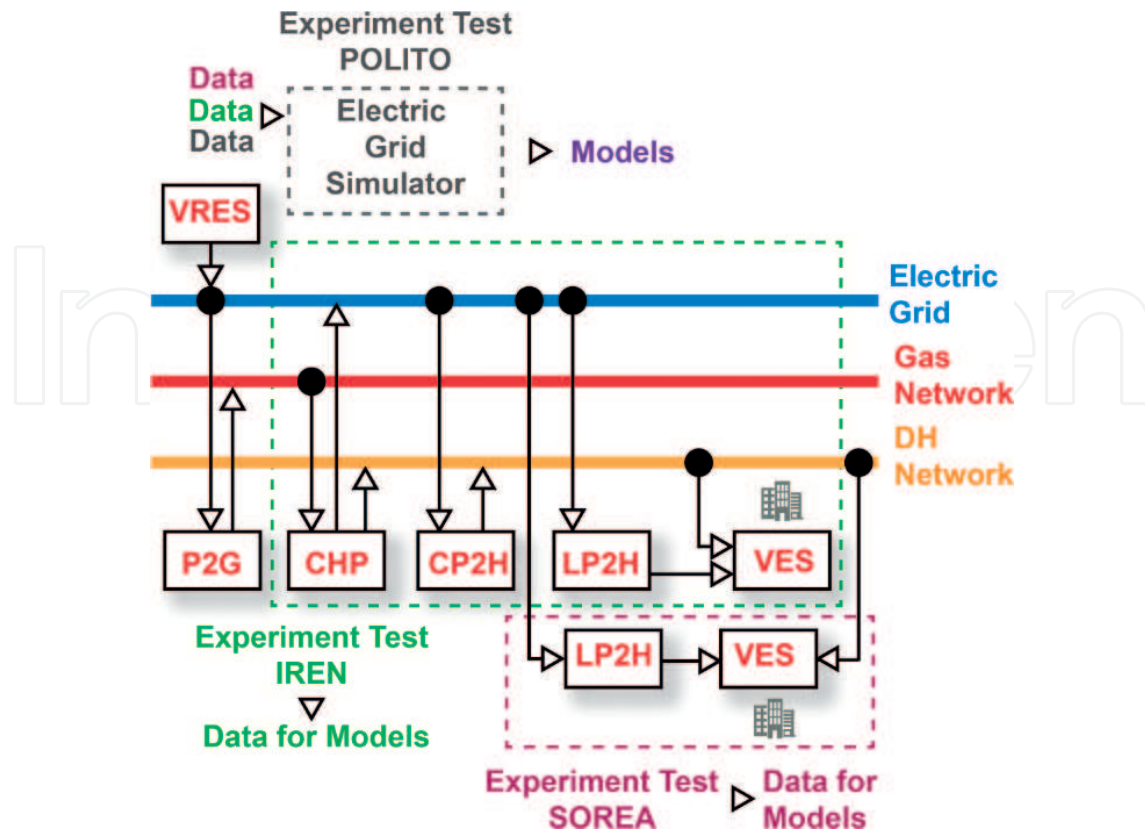 Experiment Test
POLITO
Data
Data
Data
Electric
Grid
Simulator
Models
VRES
Electric
Grid
Gas
Network
DH
Network
P2G
CHP
CP2H
LP2H
VES
Experiment Test
IREN
Data for Models
LP2H
VES
Experiment Test
SOREA
Data for
Models